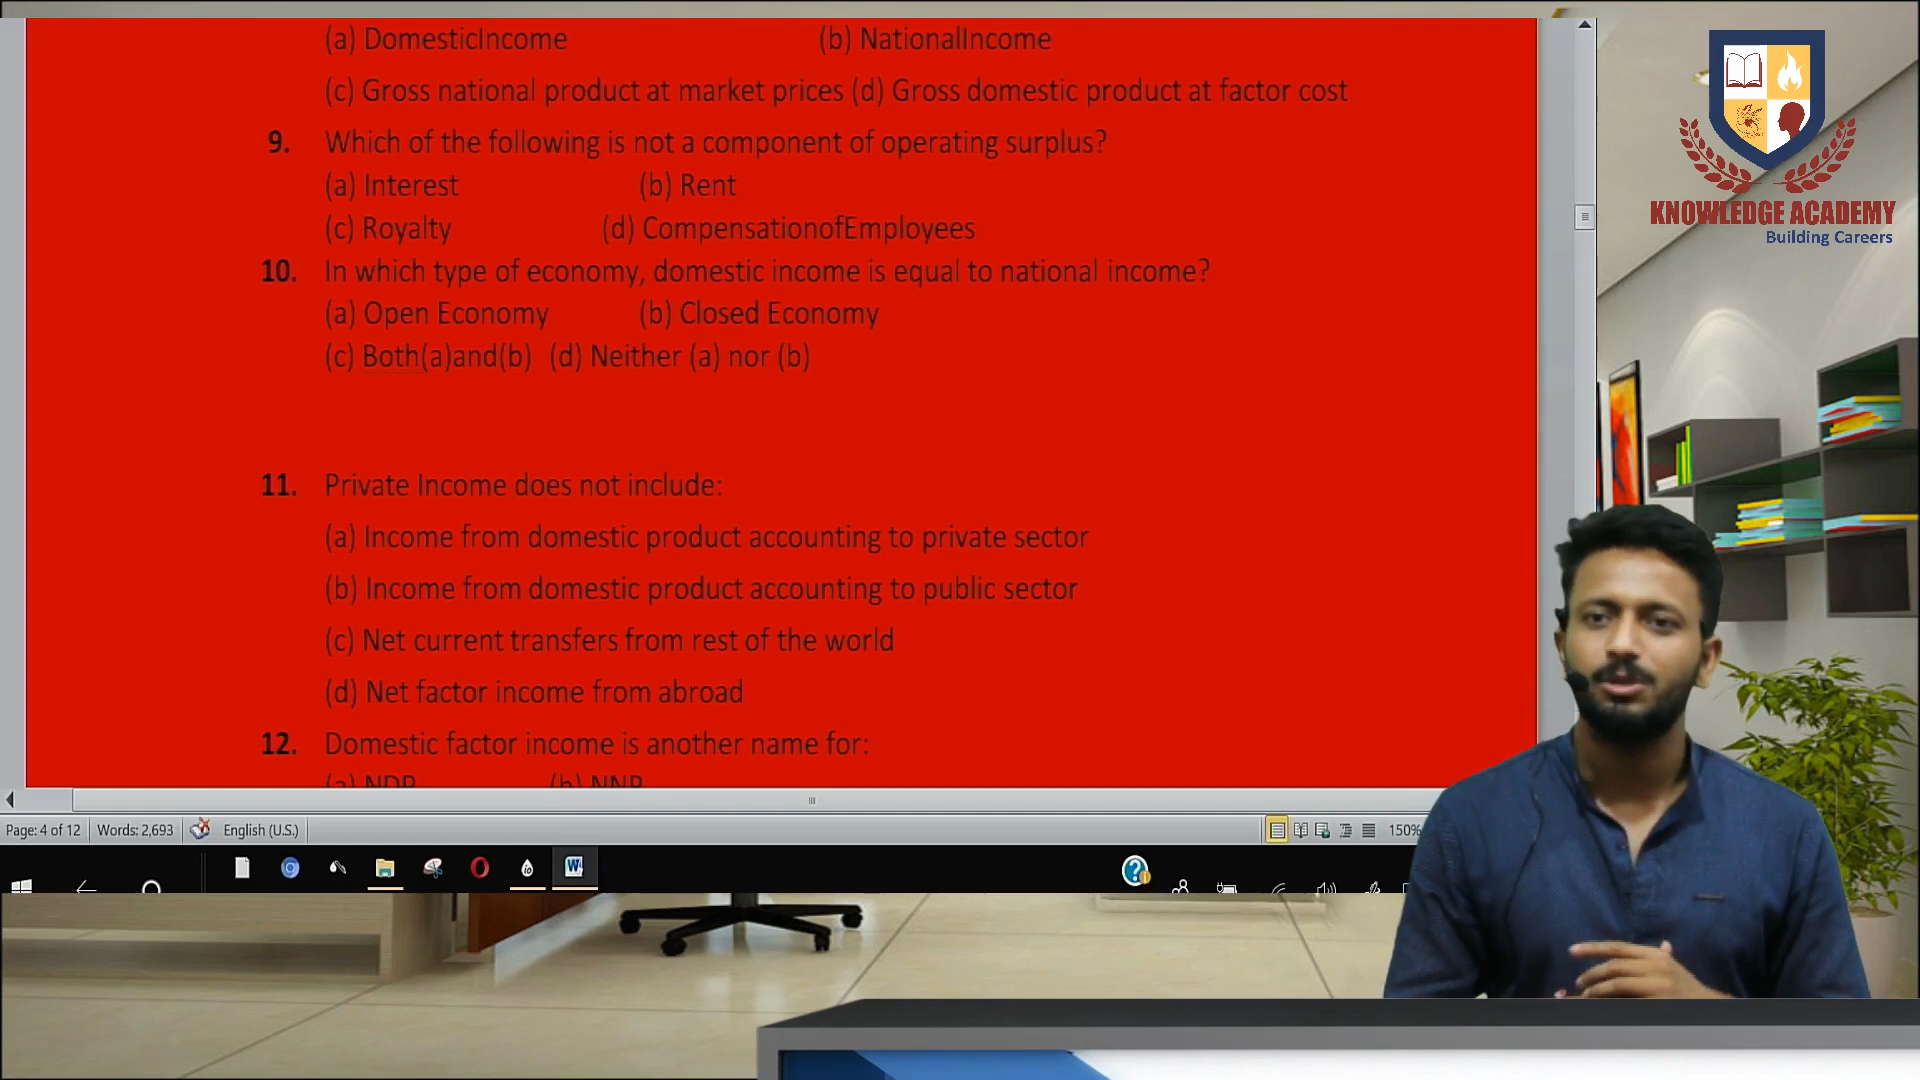 (a) DomesticIncome (b) NationalIncome
(c) Gross national product at market prices (d) Gross domestic product at factor cost
9. Which of the following is not a component of operating surplus?
(a) Interest (b) Rent
(c) Royalty (d) CompensationofEmployees
10. In which type of economy, domestic income is equal to national income?
(a) Open Economy (b) Closed Economy
(c) Both(a)and(b) (d) Neither (a) nor (b)
11. Private Income does not include:
(a) Income from domestic product accounting to private sector
(b) Income from domestic product accounting to public sector
(c) Net current transfers from rest of the world
(d) Net factor income from abroad
12. Domestic factor income is another name for:
(a) NDP (b) NNP
Page: 4 of 12 Words: 2,693 English (U.S.) 150%
KNOWLEDGE ACADEMY
Building Careers